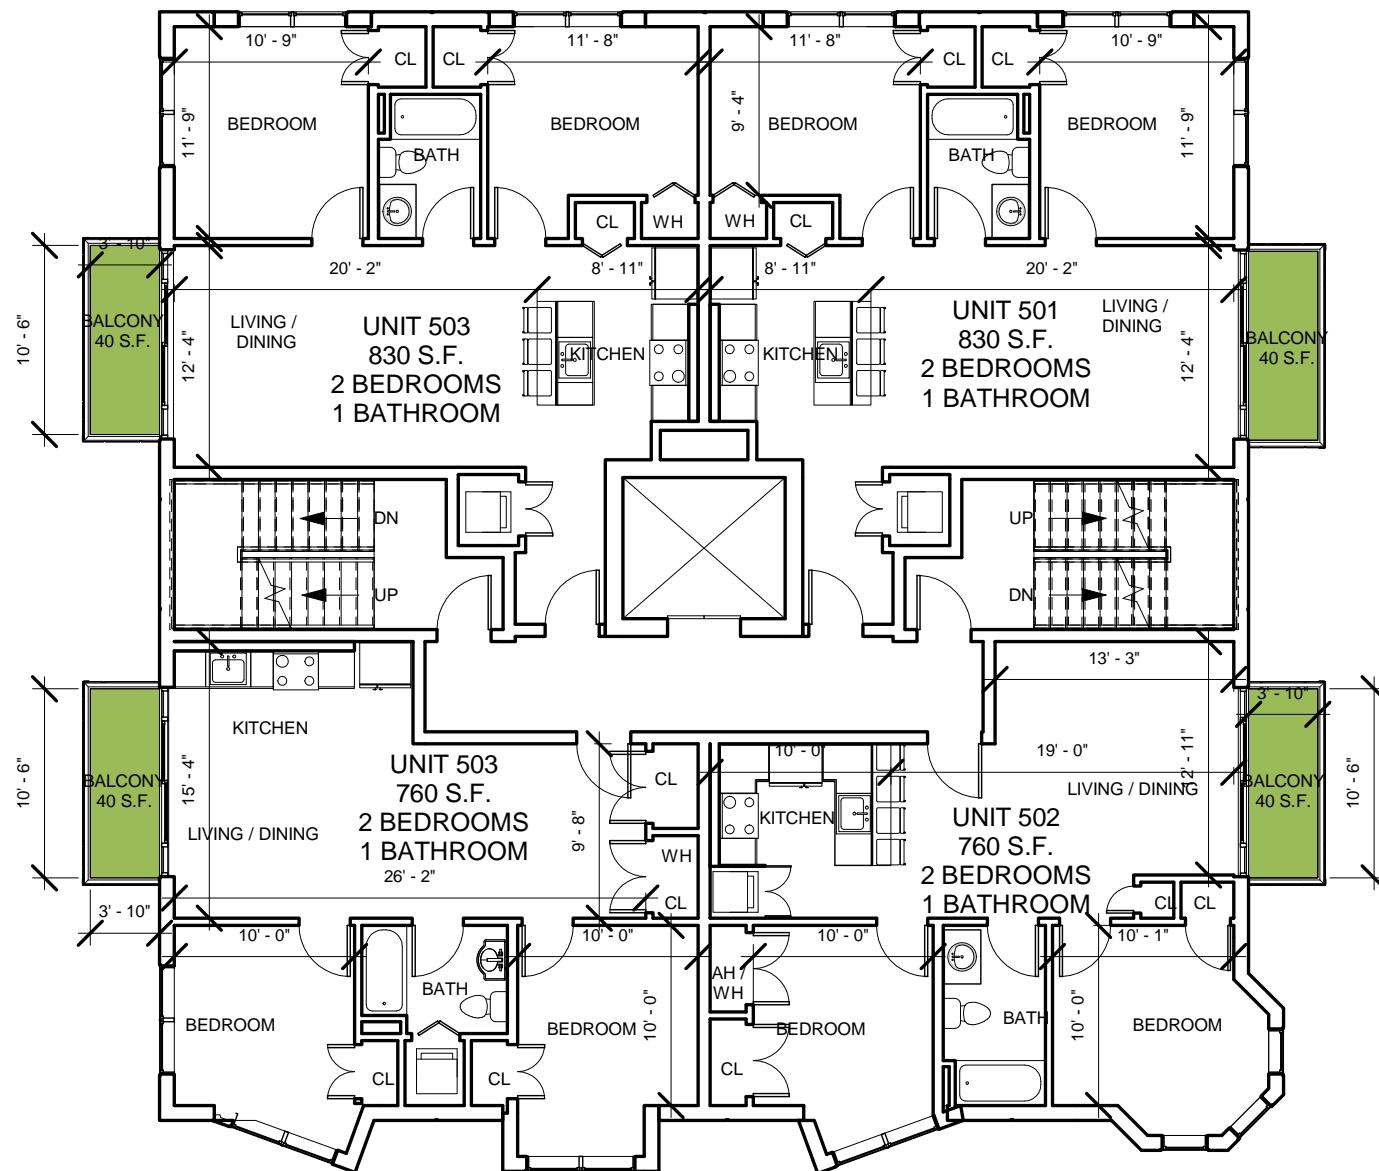 10' - 9"
11' - 8"
11' - 8"
10' - 9"
CL
CL
CL
CL
BEDROOM
BEDROOM
BEDROOM
BEDROOM
11' - 9"
9' - 4"
11' - 9"
BATH
BATH
CL
WH
WH
CL
3' - 10"
20' - 2"
8' - 11"
8' - 11"
20' - 2"
10' - 6"
BALCONY
40 S.F.
12' - 4"
LIVING /
DINING
UNIT 503
830 S.F.
2 BEDROOMS
1 BATHROOM
KITCHEN
KITCHEN
UNIT 501
830 S.F.
2 BEDROOMS
1 BATHROOM
LIVING /
DINING
12' - 4"
BALCONY
40 S.F.
DN
UP
UP
DN
13' - 3"
3' - 10"
KITCHEN
10' - 0"
19' - 0"
12' - 11"
10' - 6"
BALCONY
40 S.F.
15' - 4"
UNIT 503
760 S.F.
2 BEDROOMS
1 BATHROOM
LIVING / DINING
26' - 2"
9' - 8"
CL
WH
CL
KITCHEN
UNIT 502
760 S.F.
2 BEDROOMS
1 BATHROOM
LIVING / DINING
BALCONY
40 S.F.
10' - 6"
CL
CL
3' - 10"
10' - 0"
10' - 0"
10' - 0"
10' - 1"
BATH
AH /
WH
BEDROOM
BEDROOM
10' - 0"
BEDROOM
BATH
10' - 0"
BEDROOM
CL
CL
CL